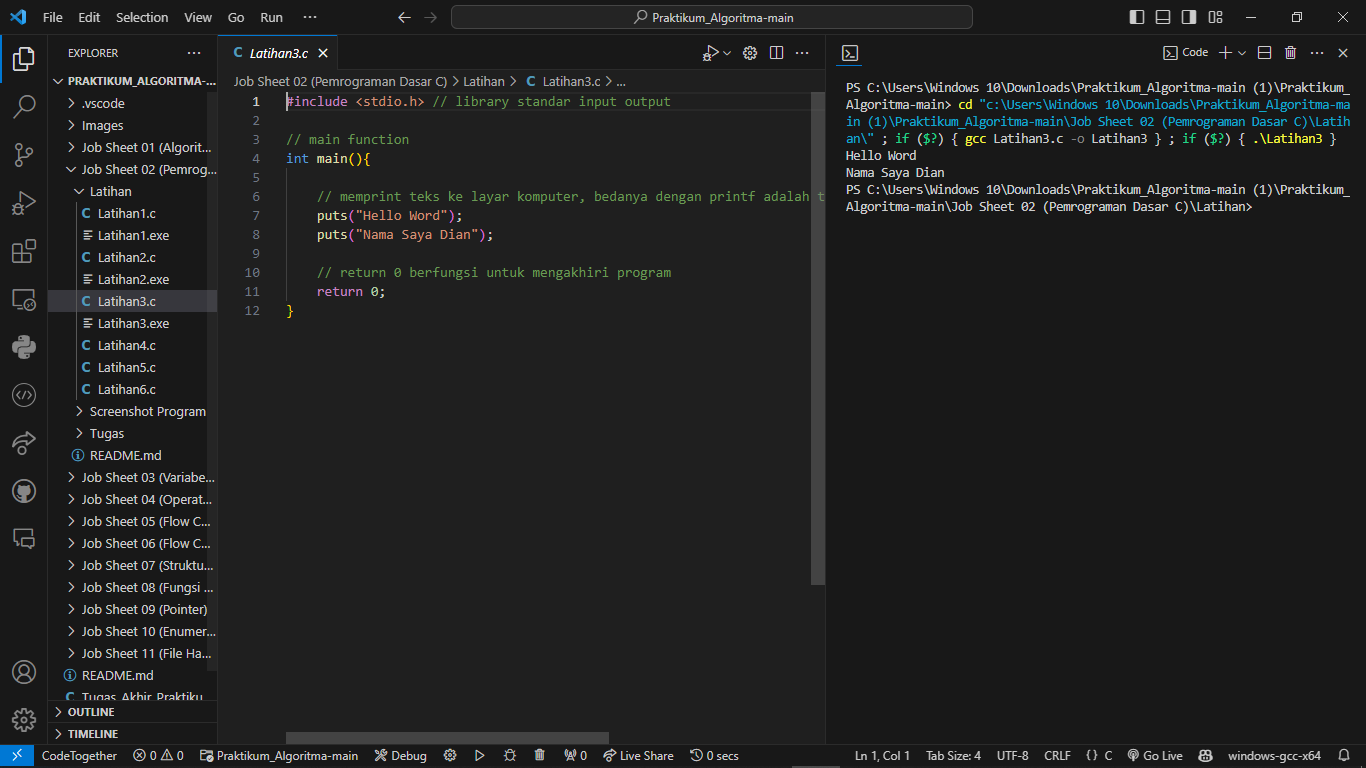 File Edit Selection View Go Run ··· Praktikum_Algoritma-main
EXPLORER ···
PRAKTIKUM_ALGORITMA-...
.vscode
Images
Job Sheet 01 (Algorit...
Job Sheet 02 (Pemrog...
Latihan
C Latihan1.c
Latihan1.exe
C Latihan2.c
Latihan2.exe
C Latihan3.c
Latihan3.exe
C Latihan4.c
C Latihan5.c
C Latihan6.c
Screenshot Program
Tugas
README.md
Job Sheet 03 (Variabe...
Job Sheet 04 (Operat...
Job Sheet 05 (Flow C...
Job Sheet 06 (Flow C...
Job Sheet 07 (Struktu...
Job Sheet 08 (Fungsi ...
Job Sheet 09 (Pointer)
Job Sheet 10 (Enumer...
Job Sheet 11 (File Ha...
README.md
C Tugas_Akhir_Praktiku...
OUTLINE
TIMELINE
C Latihan3.c
Job Sheet 02 (Pemrograman Dasar C) > Latihan > C Latihan3.c > ...
1 #include <stdio.h> // library standar input output
2
3 // main function
4 int main(){
5
6 // memprint teks ke layar komputer, bedanya dengan printf adalah t
7 puts("Hello Word");
8 puts("Nama Saya Dian");
9
10 // return 0 berfungsi untuk mengakhiri program
11 return 0;
12 }
Code
PS C:\Users\Windows 10\Downloads\Praktikum_Algoritma-main (1)\Praktikum_
Algoritma-main> cd "c:\Users\Windows 10\Downloads\Praktikum_Algoritma-ma
in (1)\Praktikum_Algoritma-main\Job Sheet 02 (Pemrograman Dasar C)\Latih
an\" ; if ($?) { gcc Latihan3.c -o Latihan3 } ; if ($?) { .\Latihan3 }
Hello Word
Nama Saya Dian
PS C:\Users\Windows 10\Downloads\Praktikum_Algoritma-main (1)\Praktikum_
Algoritma-main\Job Sheet 02 (Pemrograman Dasar C)\Latihan>
CodeTogether 0 0 Praktikum_Algoritma-main Debug 0 Live Share 0 secs Ln 1, Col 1 Tab Size: 4 UTF-8 CRLF {} C Go Live windows-gcc-x64